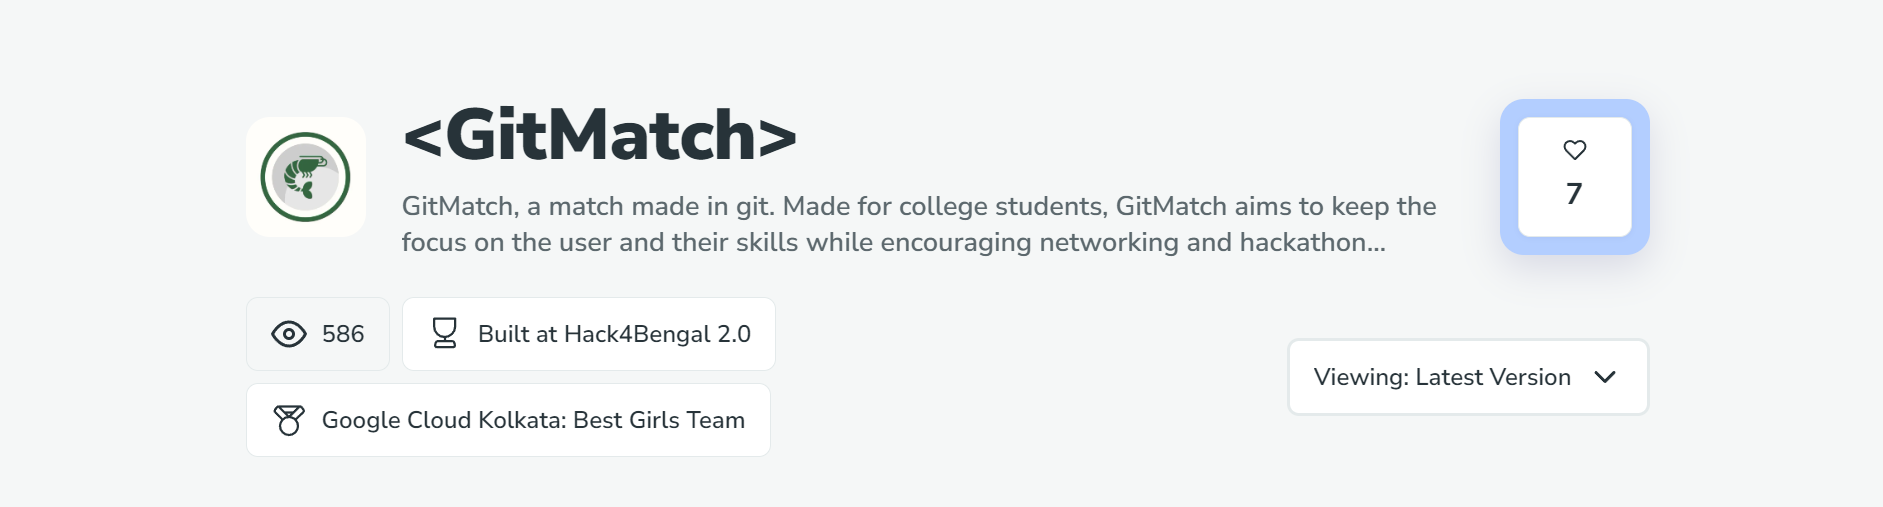 <GitMatch>
GitMatch, a match made in git. Made for college students, GitMatch aims to keep the
focus on the user and their skills while encouraging networking and hackathon...
7
586
Built at Hack4Bengal 2.0
Viewing: Latest Version
Google Cloud Kolkata: Best Girls Team